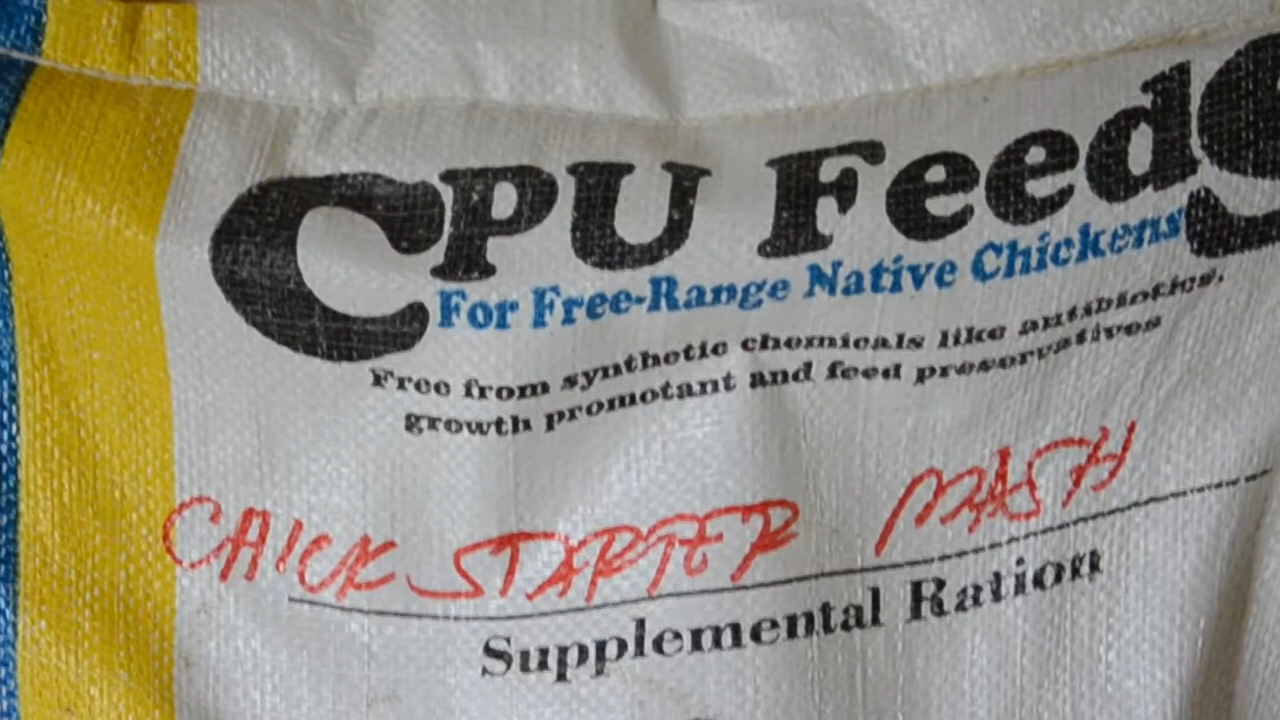 CPU Feeds
For Free-Range Native Chickens
Free from synthetic chemicals like antibiotics,
growth promotant and feed preservatives
CHICK STARTER MASH
Supplemental Ration